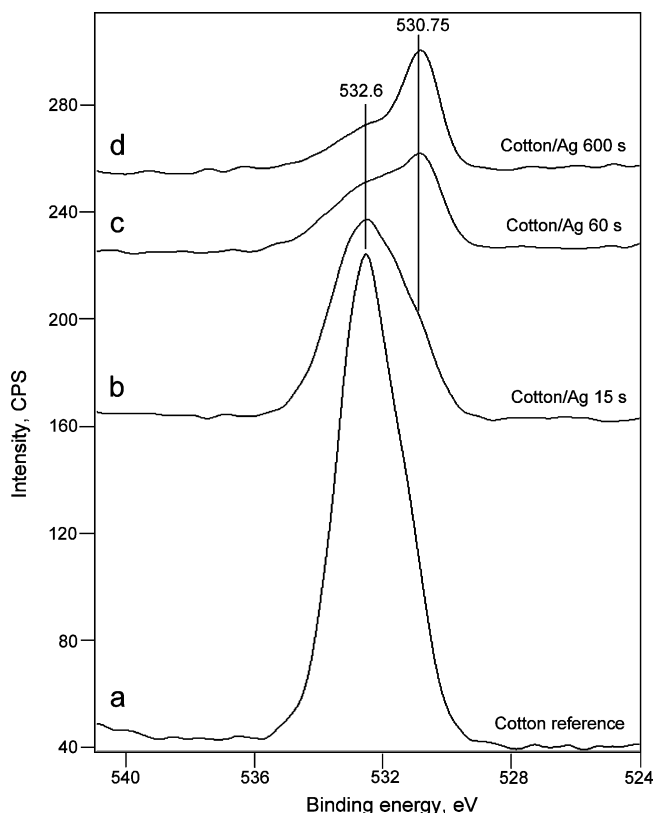 530.75
532.6
280
d
Cotton/Ag 600 s
240
c
Cotton/Ag 60 s
200
b
Cotton/Ag 15 s
160
Intensity, CPS
120
80
a
Cotton reference
40
540 536 532 528 524
Binding energy, eV